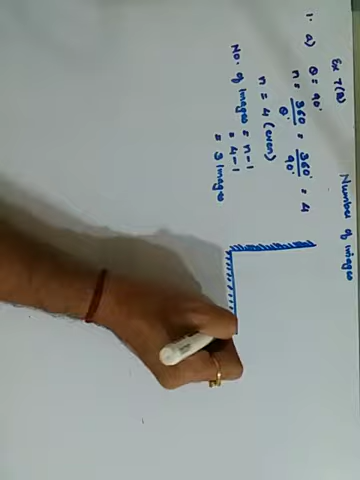 Ex 7(B)
Number of images
1. a) θ = 90°
n = 360 / θ° = 360° / 90° = 4
n = 4 (even)
No. of Images = n - 1
= 4 - 1
= 3 Images